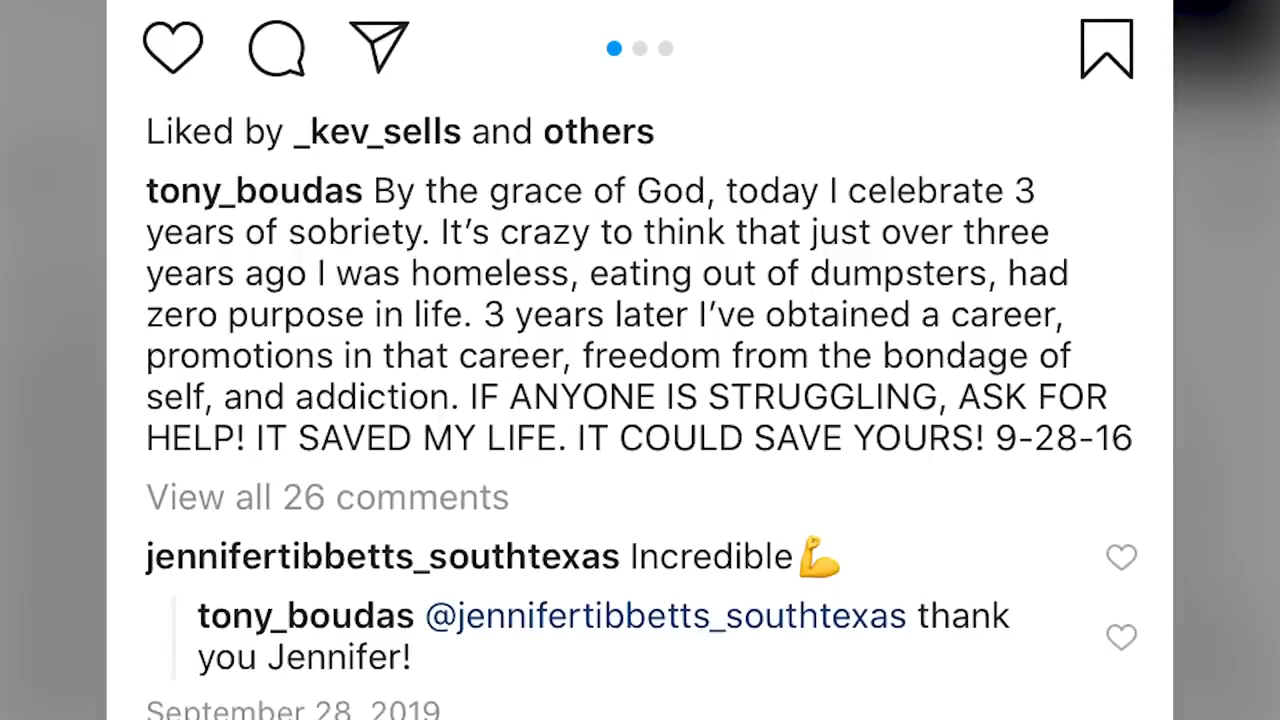 Liked by _kev_sells and others
tony_boudas By the grace of God, today I celebrate 3
years of sobriety. It’s crazy to think that just over three
years ago I was homeless, eating out of dumpsters, had
zero purpose in life. 3 years later I’ve obtained a career,
promotions in that career, freedom from the bondage of
self, and addiction. IF ANYONE IS STRUGGLING, ASK FOR
HELP! IT SAVED MY LIFE. IT COULD SAVE YOURS! 9-28-16
View all 26 comments
jennifertibbetts_southtexas Incredible💪
tony_boudas @jennifertibbetts_southtexas thank
you Jennifer!
September 28, 2019